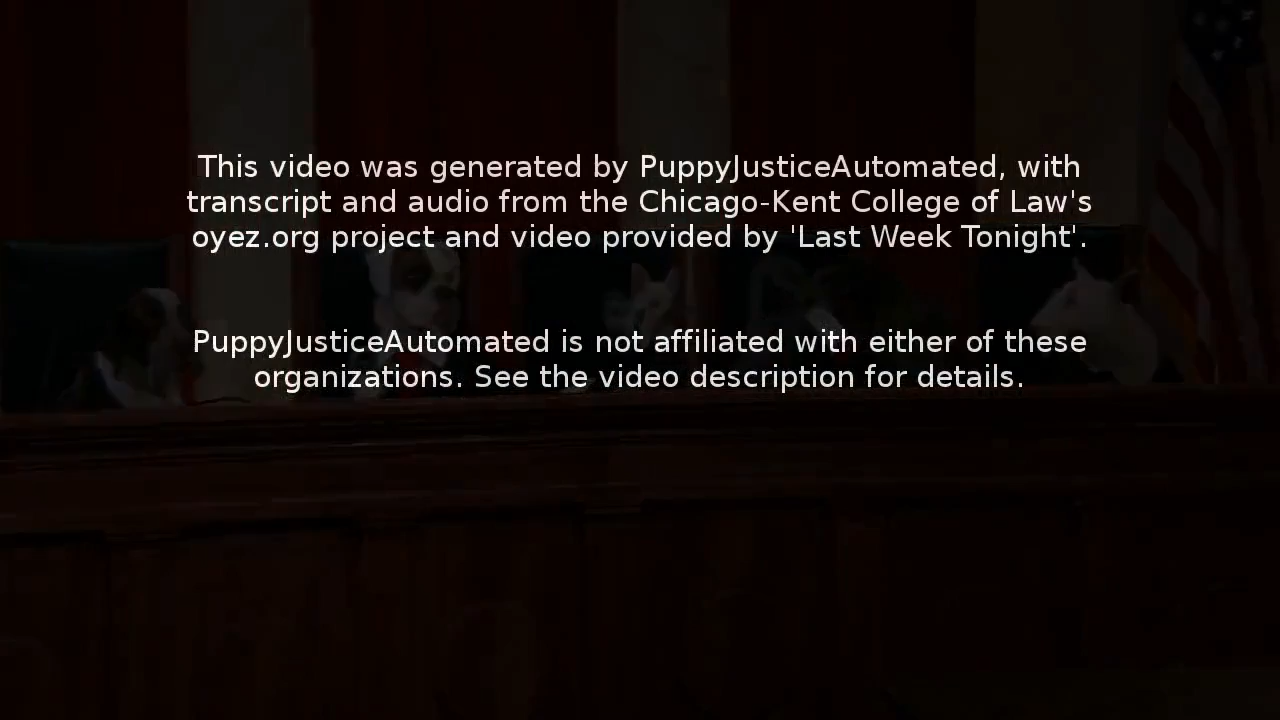 This video was generated by PuppyJusticeAutomated, with
transcript and audio from the Chicago-Kent College of Law's
oyez.org project and video provided by 'Last Week Tonight'.
PuppyJusticeAutomated is not affiliated with either of these
organizations. See the video description for details.